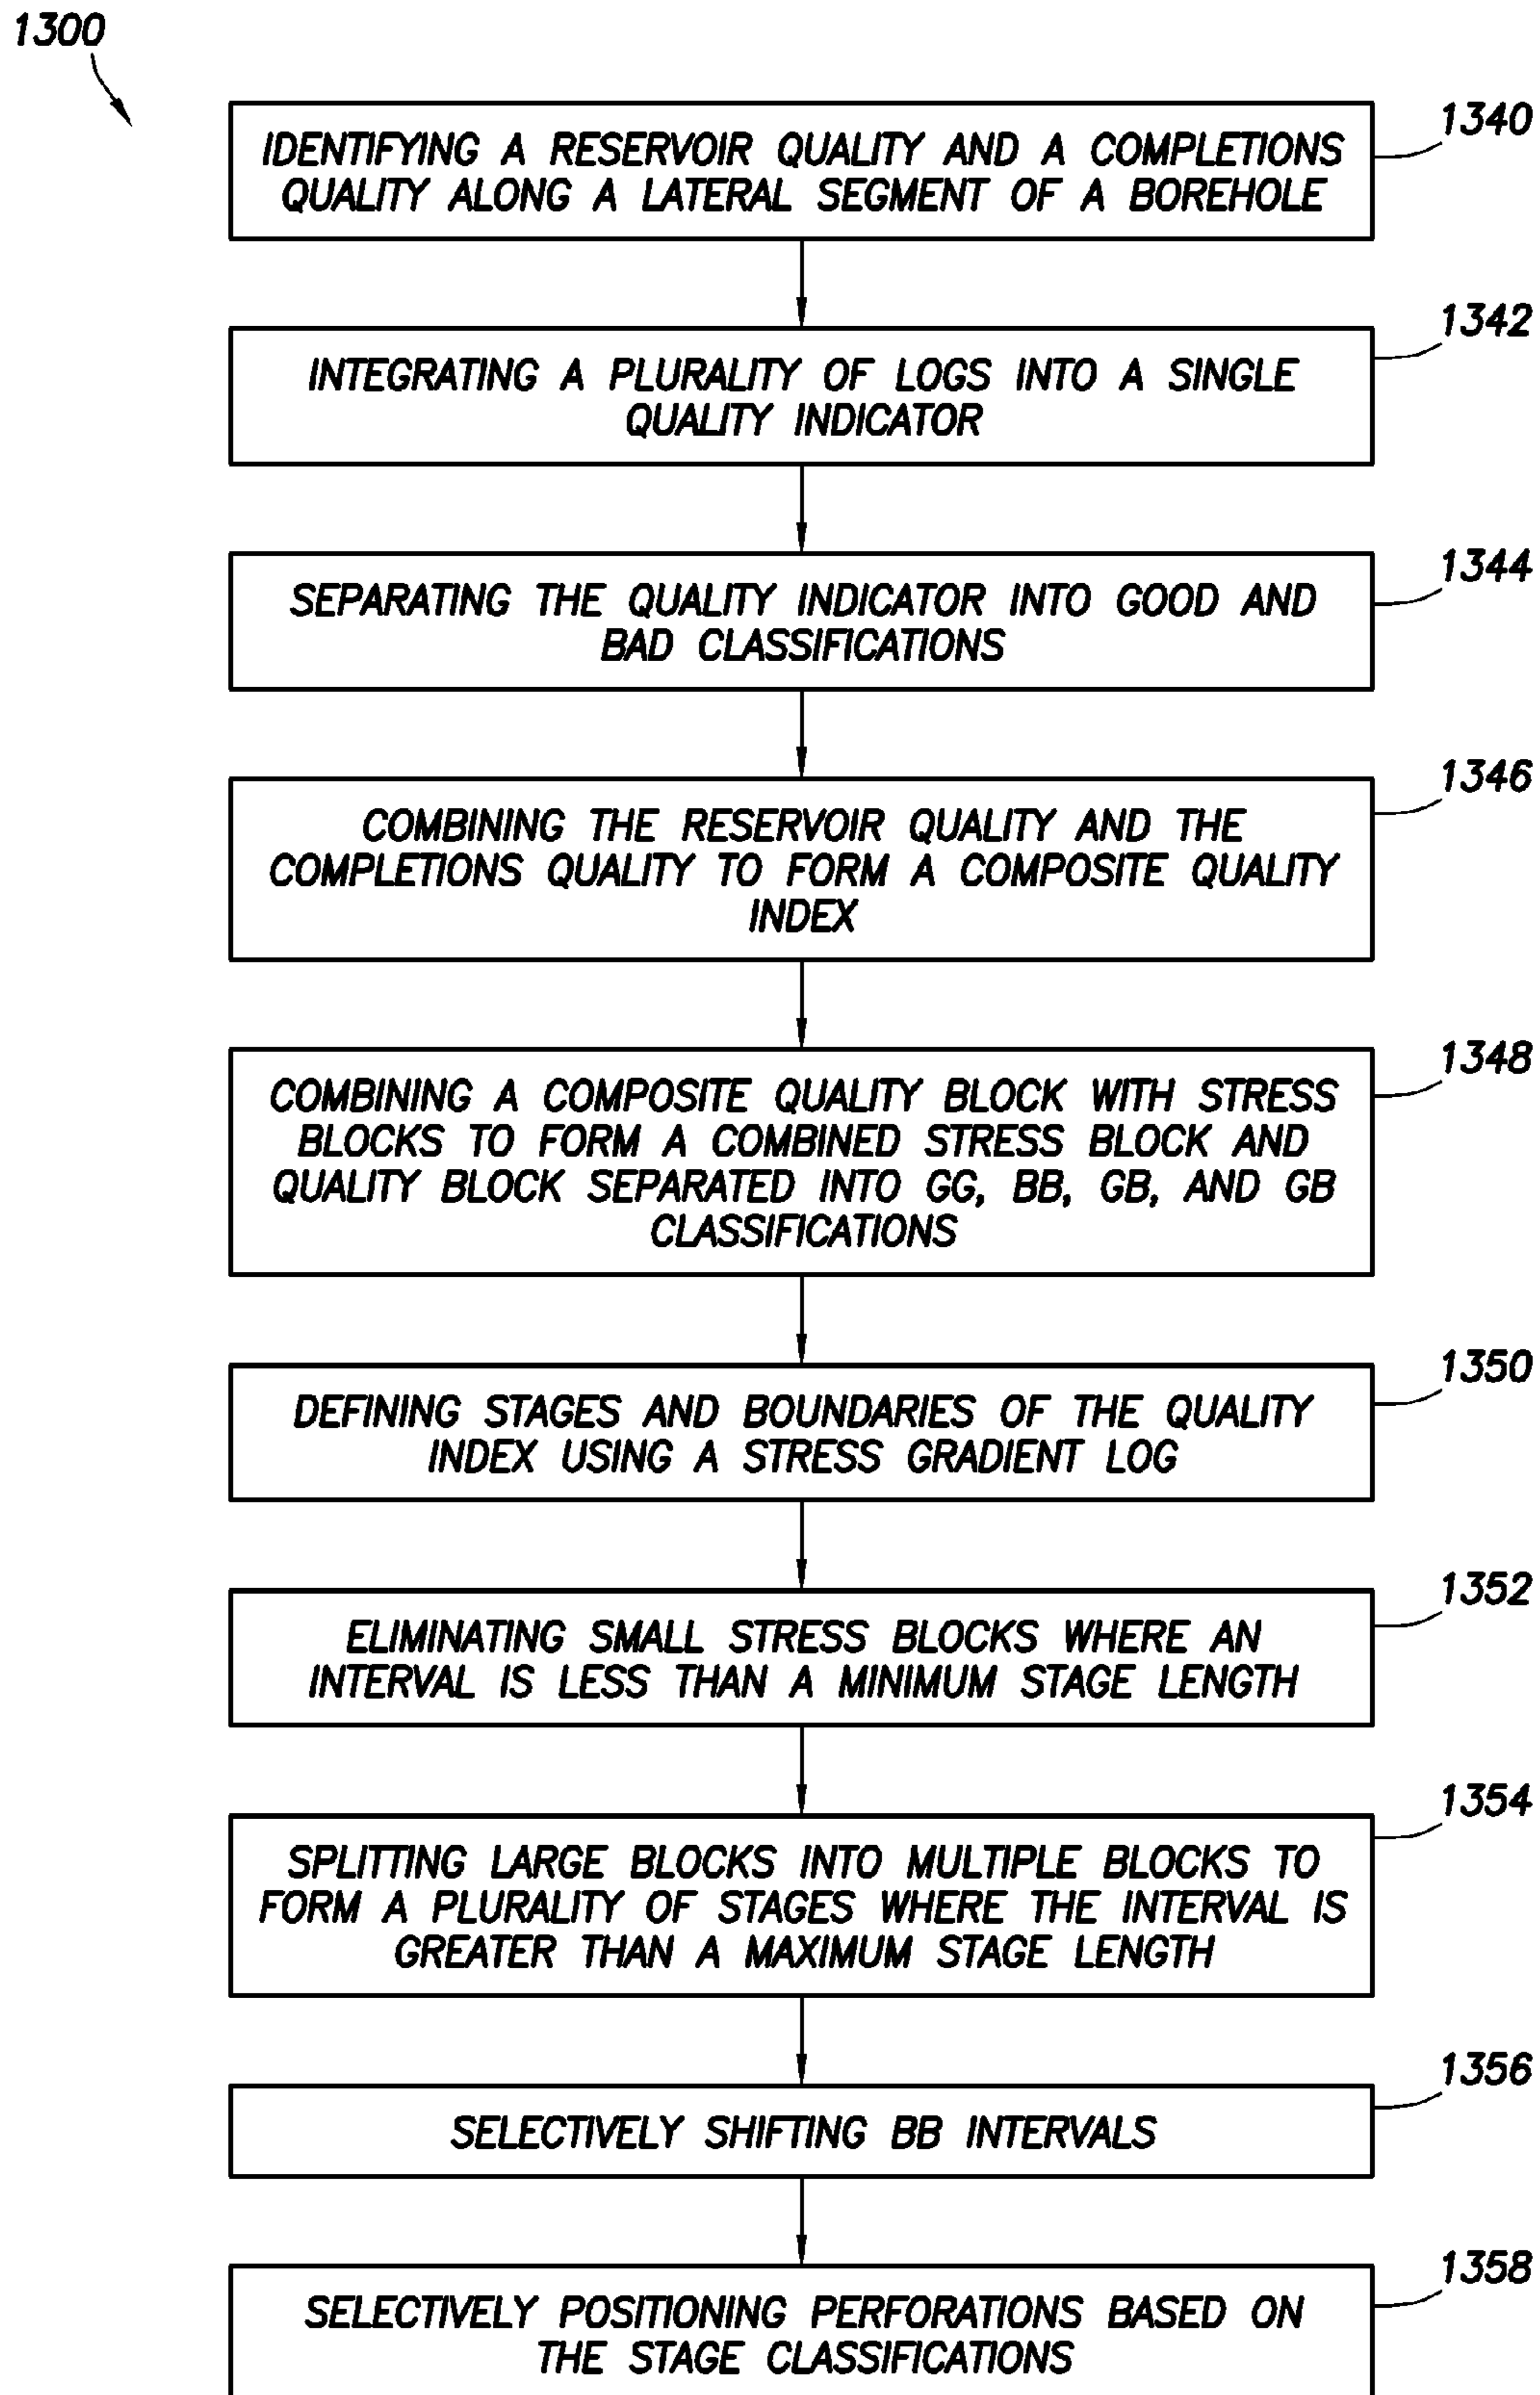 1300
1340
IDENTIFYING A RESERVOIR QUALITY AND A COMPLETIONS
QUALITY ALONG A LATERAL SEGMENT OF A BOREHOLE
1342
INTEGRATING A PLURALITY OF LOGS INTO A SINGLE
QUALITY INDICATOR
1344
SEPARATING THE QUALITY INDICATOR INTO GOOD AND
BAD CLASSIFICATIONS
1346
COMBINING THE RESERVOIR QUALITY AND THE
COMPLETIONS QUALITY TO FORM A COMPOSITE QUALITY
INDEX
1348
COMBINING A COMPOSITE QUALITY BLOCK WITH STRESS
BLOCKS TO FORM A COMBINED STRESS BLOCK AND
QUALITY BLOCK SEPARATED INTO GG, BB, GB, AND GB
CLASSIFICATIONS
1350
DEFINING STAGES AND BOUNDARIES OF THE QUALITY
INDEX USING A STRESS GRADIENT LOG
1352
ELIMINATING SMALL STRESS BLOCKS WHERE AN
INTERVAL IS LESS THAN A MINIMUM STAGE LENGTH
1354
SPLITTING LARGE BLOCKS INTO MULTIPLE BLOCKS TO
FORM A PLURALITY OF STAGES WHERE THE INTERVAL IS
GREATER THAN A MAXIMUM STAGE LENGTH
1356
SELECTIVELY SHIFTING BB INTERVALS
1358
SELECTIVELY POSITIONING PERFORATIONS BASED ON
THE STAGE CLASSIFICATIONS